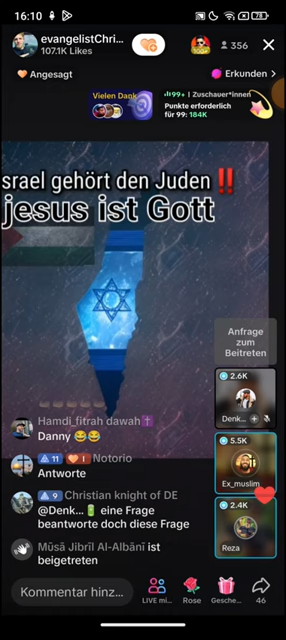 16:10
78
evangelistChri...
107.1K Likes
356
Angesagt
Erkunden >
Vielen Dank
99+ | Zuschauer*innen
Punkte erforderlich
für 99: 184K
srael gehört den Juden ‼️
jesus ist Gott
Anfrage
zum
Beitreten
2.6K
Denk...
Hamdi_fitrah dawah✝️
Danny 😂😂
5.5K
Ex_muslim
11 1 Notorio
Antworte
9 Christian knight of DE
@Denk...🔋 eine Frage
beantworte doch diese Frage
2.4K
Reza
Mūsā Jibrīl Al-Albānī ist
beigetreten
Kommentar hinz...
LIVE mi...
Rose
Gesche...
46